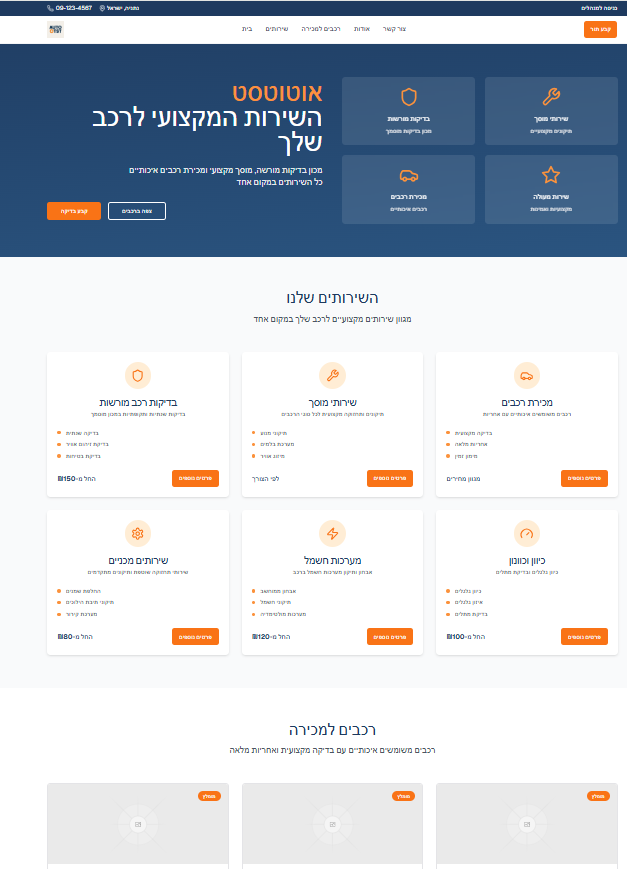 כניסה למנהלים
נתניה, ישראל
09-123-4567
קבע תור
צור קשר
אודות
רכבים למכירה
שירותים
בית
AUTO
TEST
אוטוטסט
השירות המקצועי לרכב
שלך
מכון בדיקות מורשה, מוסך מקצועי ומכירת רכבים איכותיים
כל השירותים במקום אחד
צפה ברכבים
קבע בדיקה
שירותי מוסך
תיקונים מקצועיים
בדיקות מורשות
מכון בדיקות מוסמך
שירות מעולה
מקצועיות ואמינות
מכירת רכבים
רכבים איכותיים
השירותים שלנו
מגוון שירותים מקצועיים לרכב שלך במקום אחד
מכירת רכבים
רכבים משומשים איכותיים עם אחריות
בדיקה מקצועית
אחריות מלאה
מימון זמין
פרטים נוספים
מגוון מחירים
שירותי מוסך
תיקונים ותחזוקה מקצועית לכל סוגי הרכבים
תיקוני מנוע
מערכת בלמים
מיזוג אוויר
פרטים נוספים
לפי הצורך
בדיקות רכב מורשות
בדיקות שנתיות ותקופתיות במכון מוסמך
בדיקה שנתית
בדיקת זיהום אוויר
בדיקת בטיחות
פרטים נוספים
החל מ-₪150
כיוון וכוונון
כיוון גלגלים ובדיקת מתלים
כיוון גלגלים
איזון גלגלים
בדיקת מתלים
פרטים נוספים
החל מ-₪100
מערכות חשמל
אבחון ותיקון מערכות חשמל ברכב
אבחון ממוחשב
תיקוני חשמל
מערכות מולטימדיה
פרטים נוספים
החל מ-₪120
שירותים מכניים
שירותי תחזוקה שוטפת ותיקונים מתקדמים
החלפת שמנים
תיקוני תיבת הילוכים
מערכת קירור
פרטים נוספים
החל מ-₪80
רכבים למכירה
רכבים משומשים איכותיים עם בדיקה מקצועית ואחריות מלאה
מומלץ
מומלץ
מומלץ